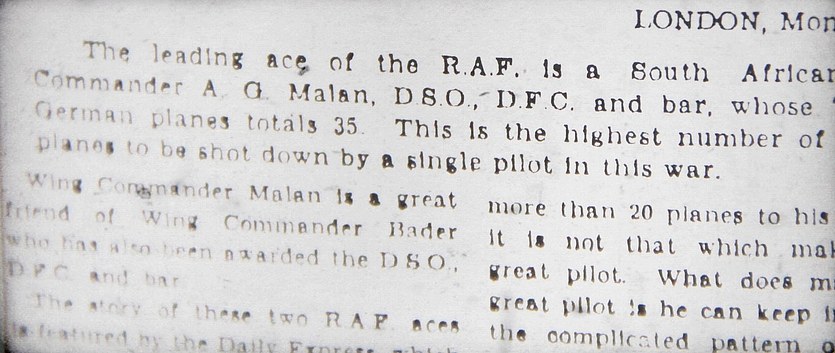 LONDON, Mon
The leading ace of the R.A.F. is a South African
Commander A. G. Malan, D.S.O., D.F.C. and bar, whose
German planes totals 35. This is the highest number of
planes to be shot down by a single pilot in this war.
Wing Commander Malan is a great
friend of Wing Commander Bader
who has also been awarded the D S O.,
D.F.C. and bar
The story of these two R A F. aces
is featured by the Daily Express which
more than 20 planes to his
it is not that which mak
great pilot. What does m
great pilot is he can keep i
the complicated pattern o